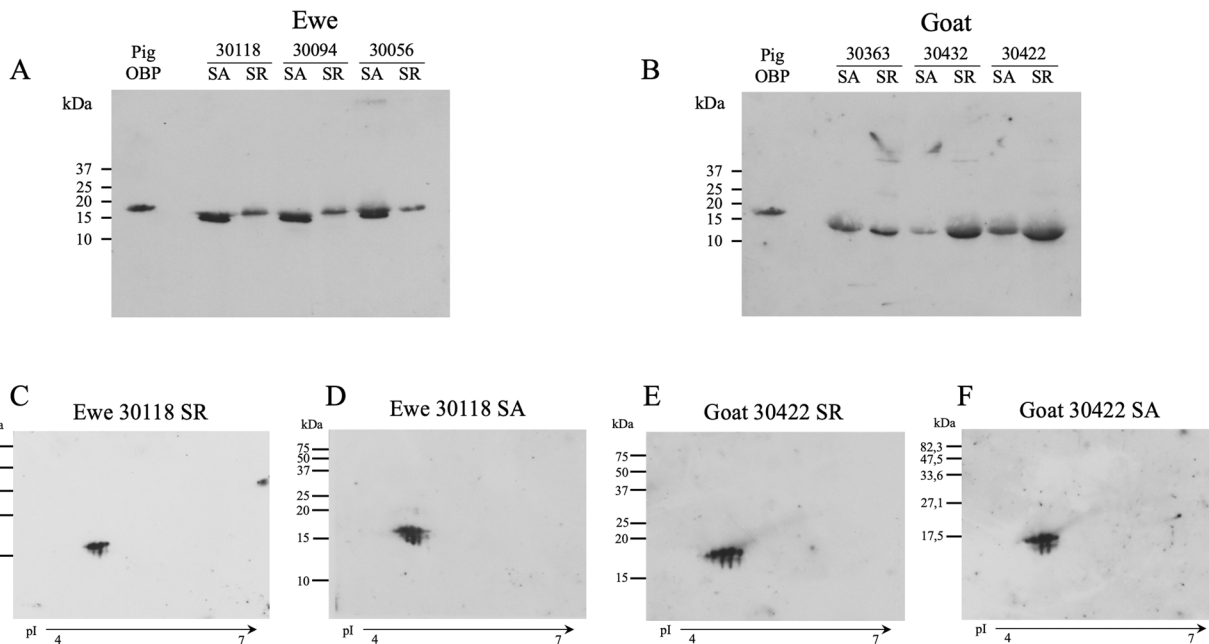 Ewe
Goat
A
Pig
OBP
30118 30094 30056
SA SR SA SR SA SR
kDa
37
25
20
15
10
B
Pig
OBP
30363 30432 30422
SA SR SA SR SA SR
kDa
37
25
20
15
10
C
Ewe 30118 SR
a
pI
4 7
D
Ewe 30118 SA
kDa
75
50
37
25
20
15
10
pI
4 7
E
Goat 30422 SR
kDa
75
50
37
25
20
15
pI
4 7
F
Goat 30422 SA
kDa
82,3
47,5
33,6
27,1
17,5
pI
4 7